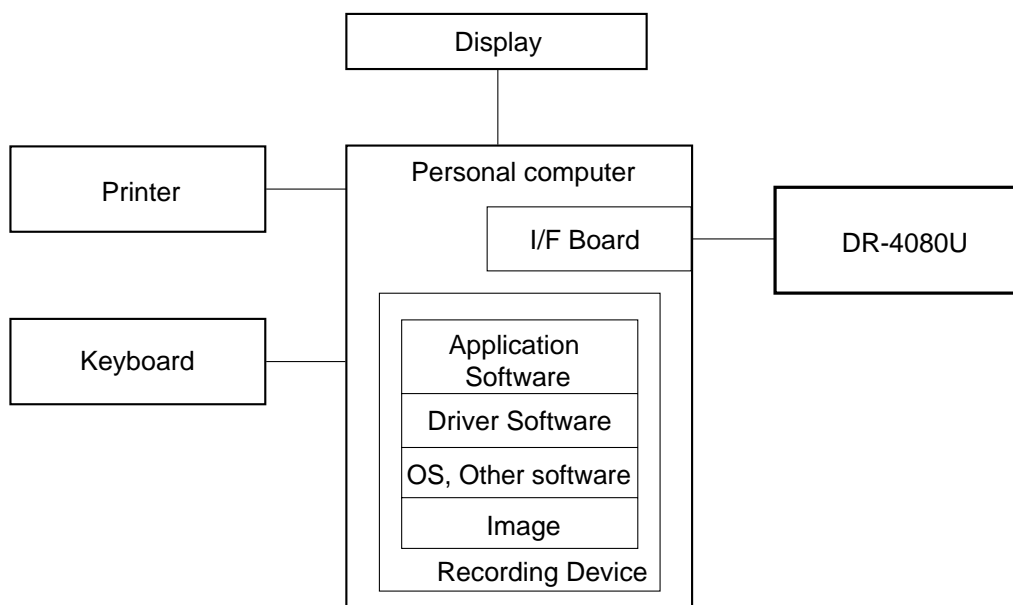 Display
Personal computer
Printer
I/F Board
DR-4080U
Keyboard
Application
Software
Driver Software
OS, Other software
Image
Recording Device